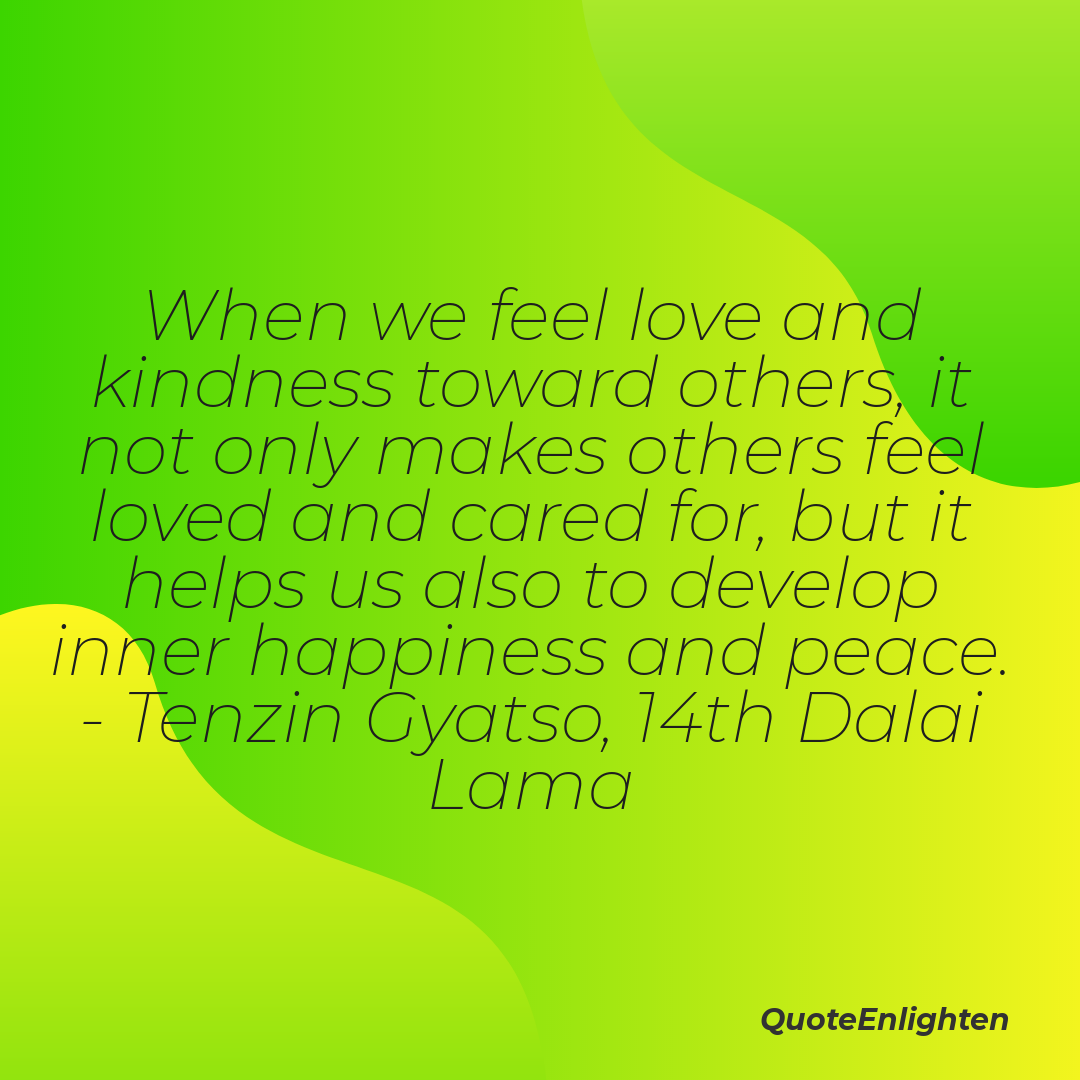 When we feel love and
kindness toward others, it
not only makes others feel
loved and cared for, but it
helps us also to develop
inner happiness and peace.
- Tenzin Gyatso, 14th Dalai
Lama
QuoteEnlighten